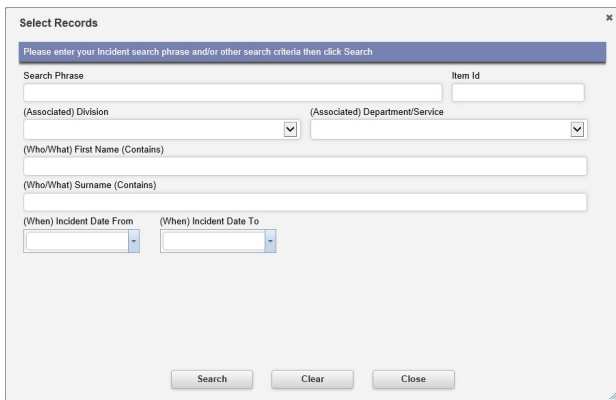 Select Records
Please enter your Incident search phrase and/or other search criteria then click Search
Search Phrase Item Id
(Associated) Division (Associated) Department/Service
(Who/What) First Name (Contains)
(Who/What) Surname (Contains)
(When) Incident Date From (When) Incident Date To
Search Clear Close